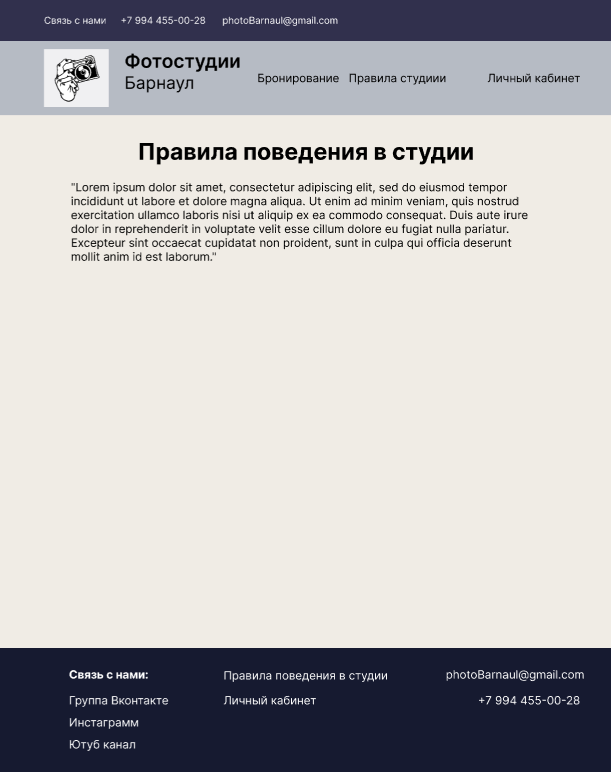 Связь с нами +7 994 455-00-28 photoBarnaul@gmail.com
Фотостудии
Барнаул
Бронирование Правила студиии Личный кабинет
Правила поведения в студии
"Lorem ipsum dolor sit amet, consectetur adipiscing elit, sed do eiusmod tempor
incididunt ut labore et dolore magna aliqua. Ut enim ad minim veniam, quis nostrud
exercitation ullamco laboris nisi ut aliquip ex ea commodo consequat. Duis aute irure
dolor in reprehenderit in voluptate velit esse cillum dolore eu fugiat nulla pariatur.
Excepteur sint occaecat cupidatat non proident, sunt in culpa qui officia deserunt
mollit anim id est laborum."
Связь с нами: Правила поведения в студии photoBarnaul@gmail.com
Группа Вконтакте Личный кабинет +7 994 455-00-28
Инстаграмм
Ютуб канал